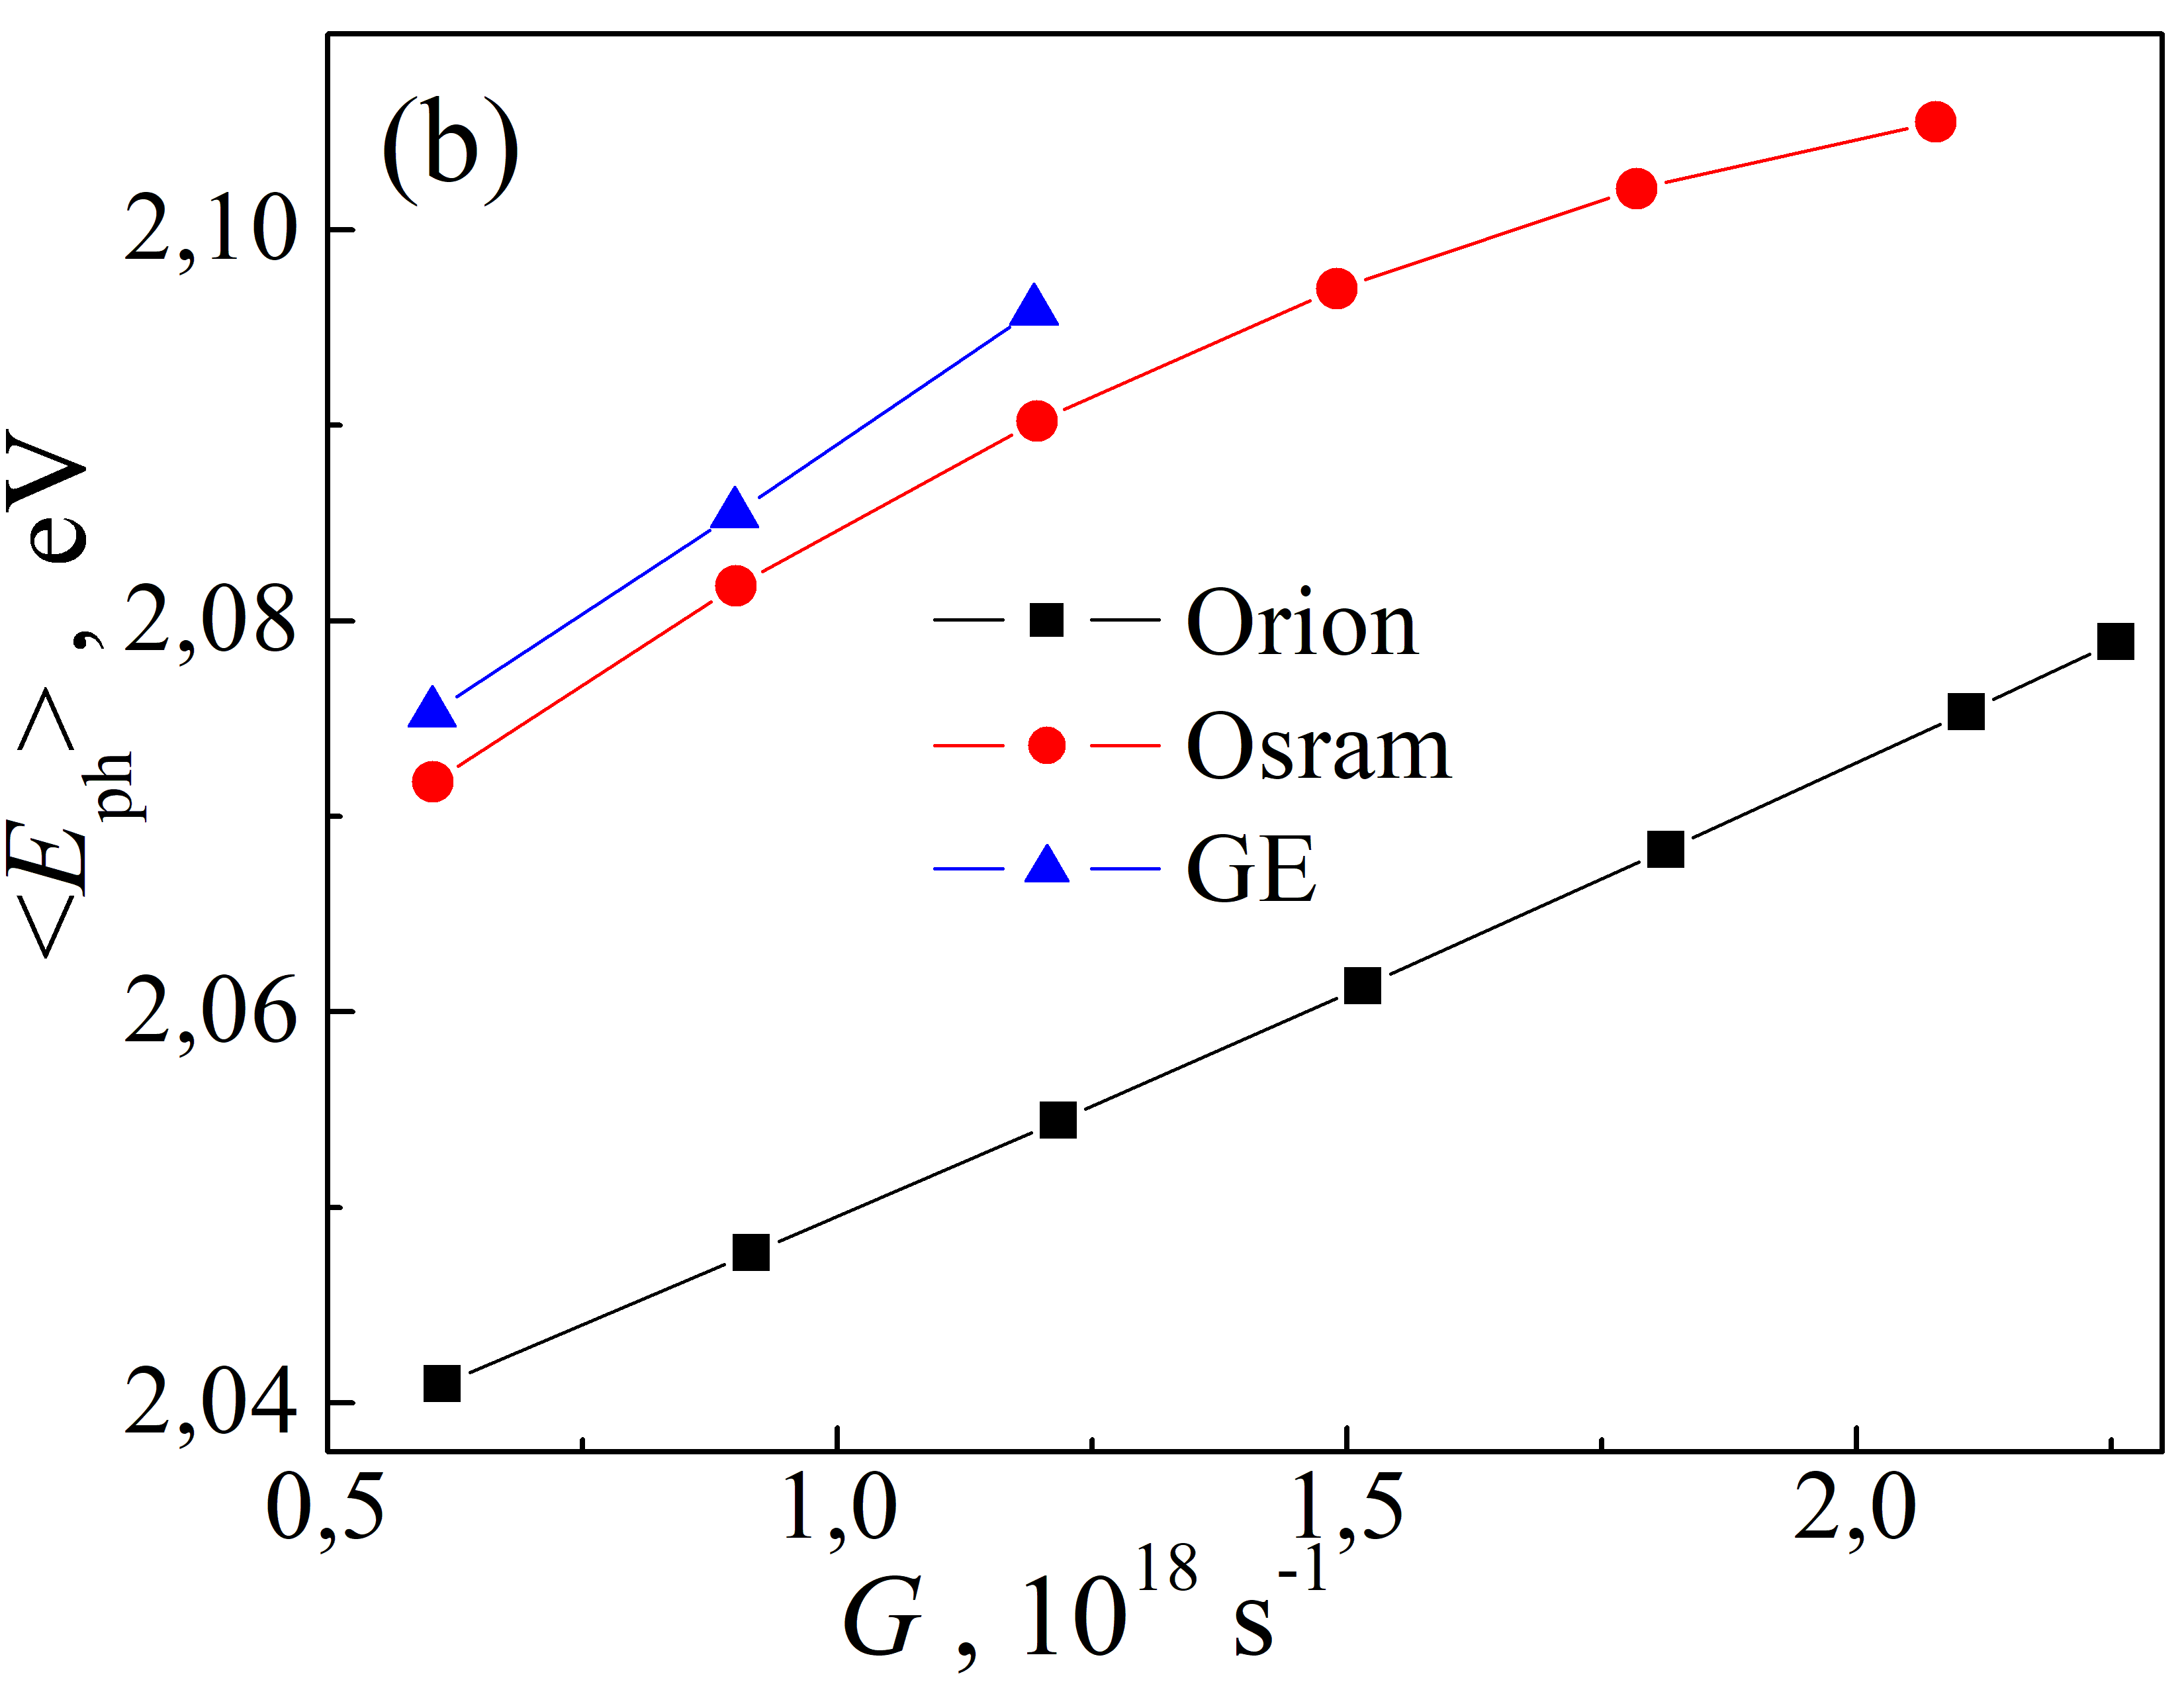 (b)
<E_ph>, eV
2,10
2,08
2,06
2,04
Orion
Osram
GE
0,5 1,0 1,5 2,0
G , 10^18 s^-1